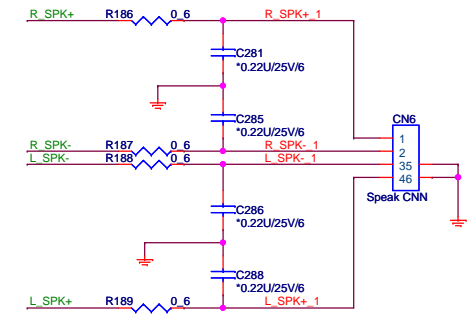 R_SPK+ R186 0_6 R_SPK+_1
C281
*0.22U/25V/6
C285
*0.22U/25V/6
CN6
R_SPK- R187 0_6 R_SPK-_1
L_SPK- R188 0_6 L_SPK-_1
1
2
35
46
Speak CNN
C286
*0.22U/25V/6
C288
*0.22U/25V/6
L_SPK+ R189 0_6 L_SPK+_1